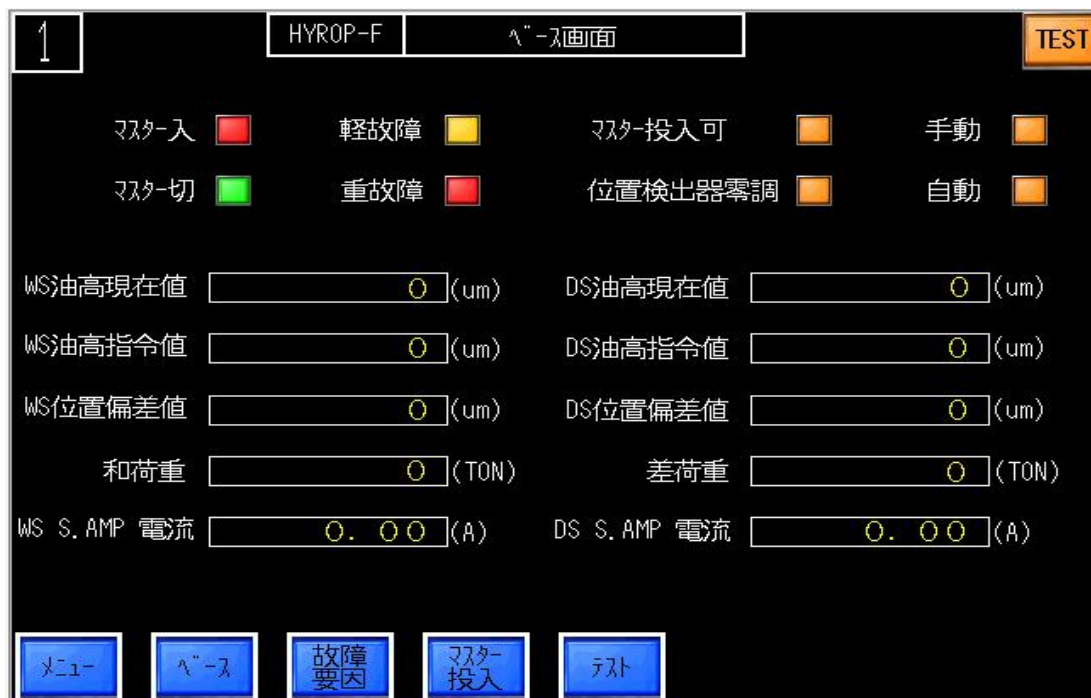 1 HYROP-F ﾍﾞｰｽ画面 TEST
ﾏｽﾀｰ入 軽故障 ﾏｽﾀｰ投入可 手動
ﾏｽﾀｰ切 重故障 位置検出器零調 自動
WS油高現在値 0 (um) DS油高現在値 0 (um)
WS油高指令値 0 (um) DS油高指令値 0 (um)
WS位置偏差値 0 (um) DS位置偏差値 0 (um)
和荷重 0 (TON) 差荷重 0 (TON)
WS S.AMP 電流 0.00 (A) DS S.AMP 電流 0.00 (A)
ﾒﾆｭｰ ﾍﾞｰｽ 故障 ﾏｽﾀｰ ﾃｽﾄ
要因 投入